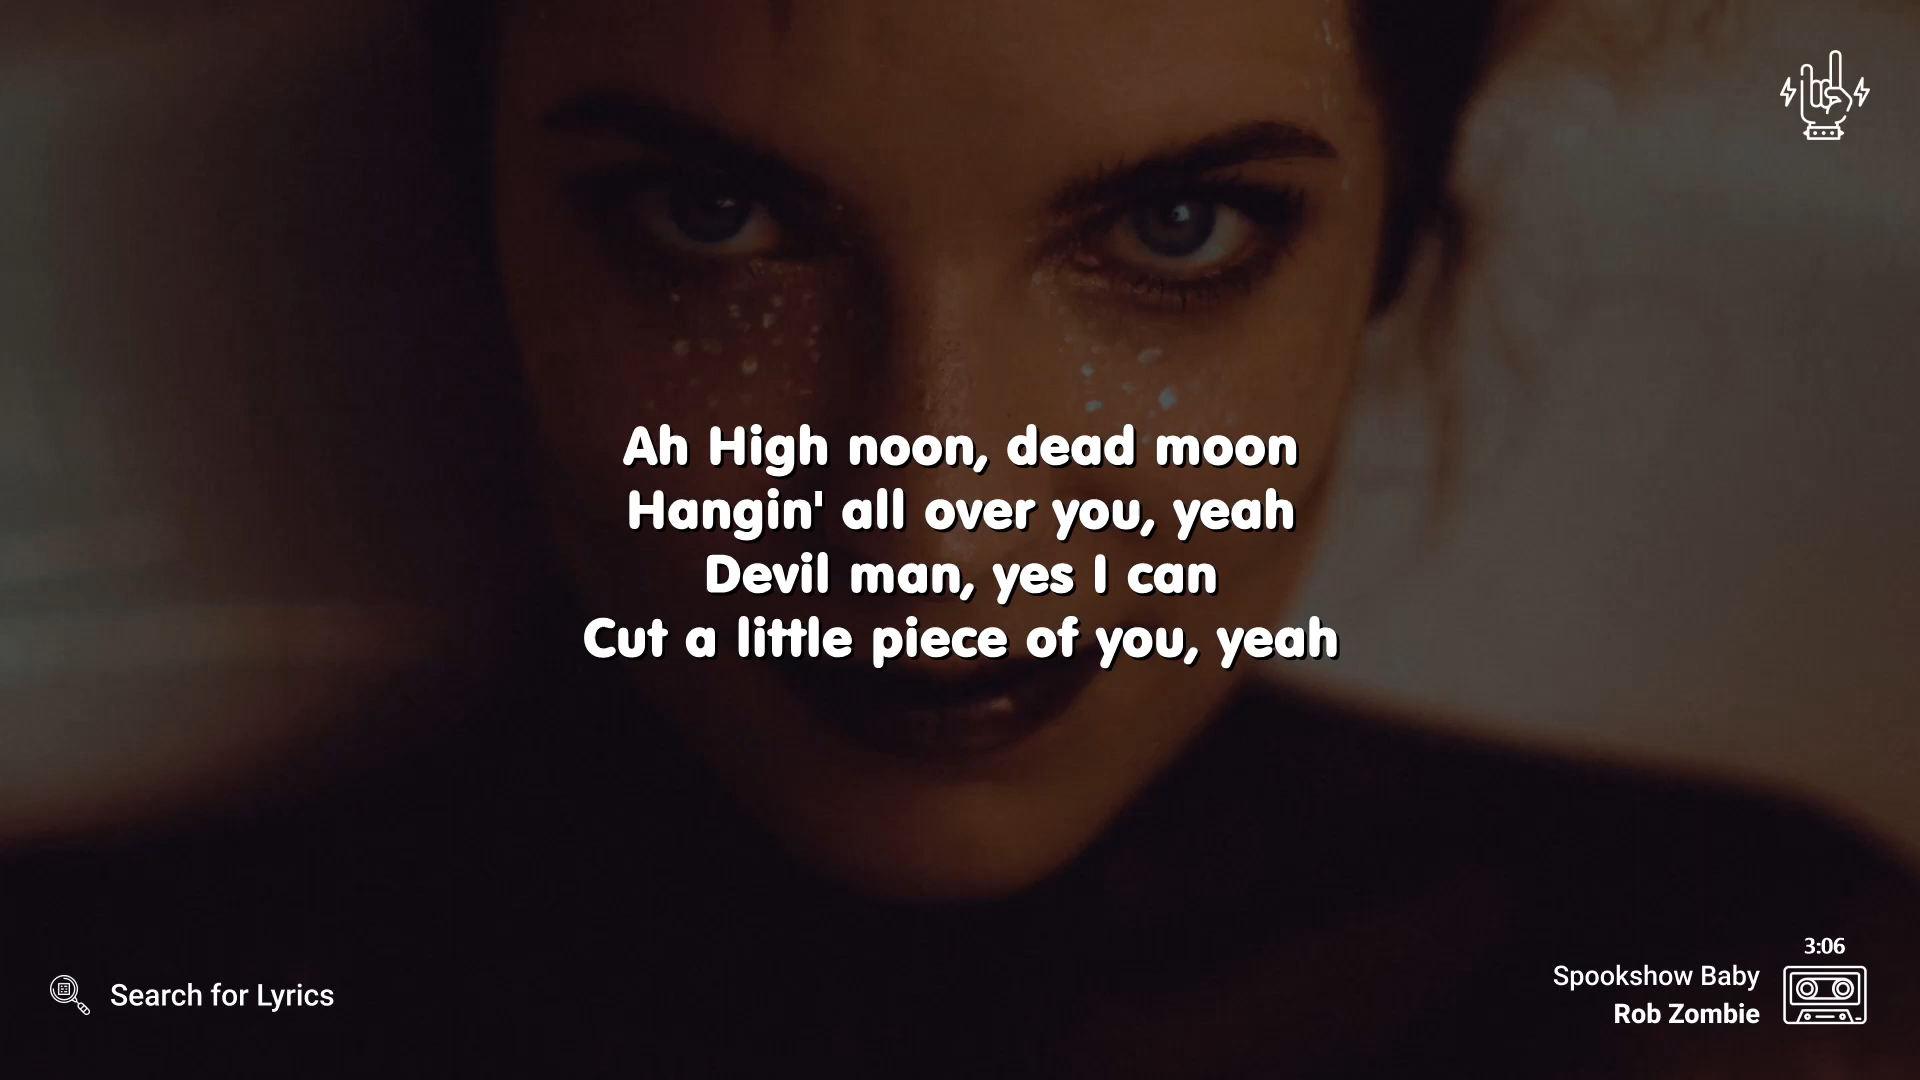 Ah High noon, dead moon
Hangin' all over you, yeah
Devil man, yes I can
Cut a little piece of you, yeah
3:06
Spookshow Baby
Rob Zombie
Search for Lyrics